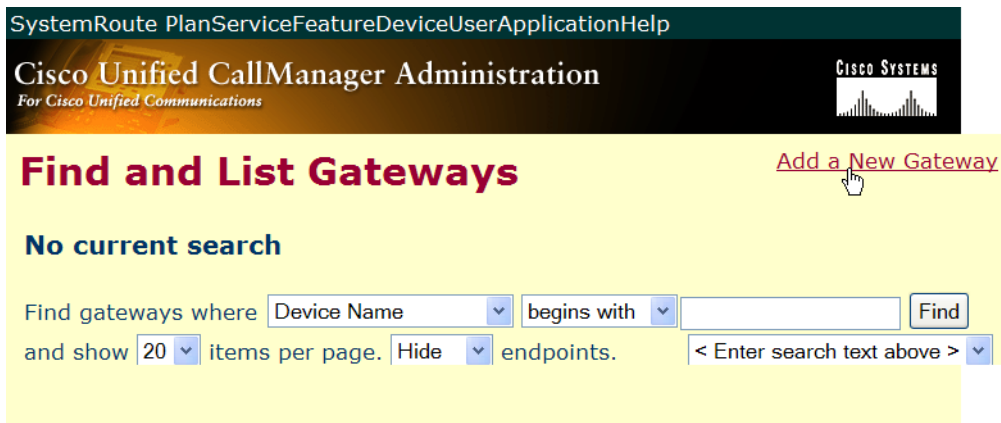 SystemRoute PlanServiceFeatureDeviceUserApplicationHelp
Cisco Unified CallManager Administration
For Cisco Unified Communications
CISCO SYSTEMS
Find and List Gateways
Add a New Gateway
No current search
Find gateways where Device Name begins with Find
and show 20 items per page. Hide endpoints. < Enter search text above >